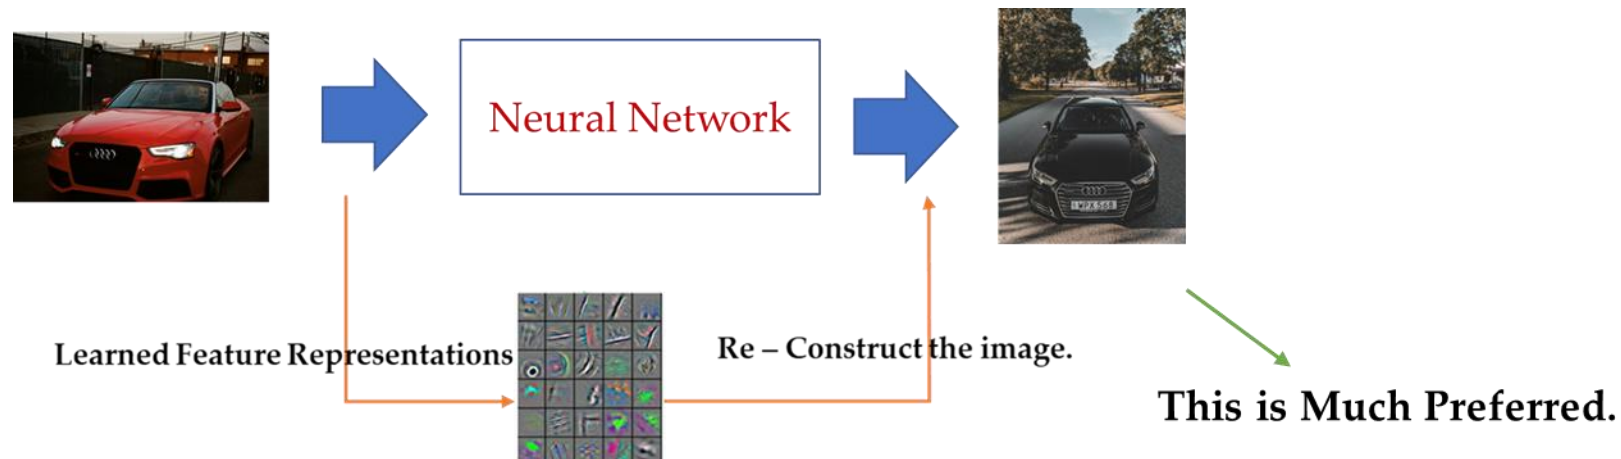 Neural Network
Learned Feature Representations
Re – Construct the image.
This is Much Preferred.